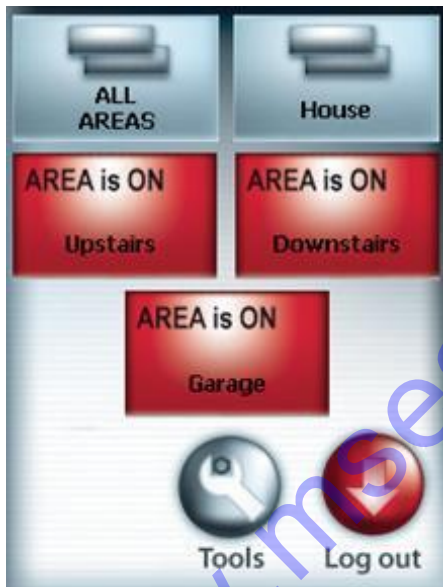 ALL
AREAS
House
AREA is ON
Upstairs
AREA is ON
Downstairs
AREA is ON
Garage
Tools
Log out